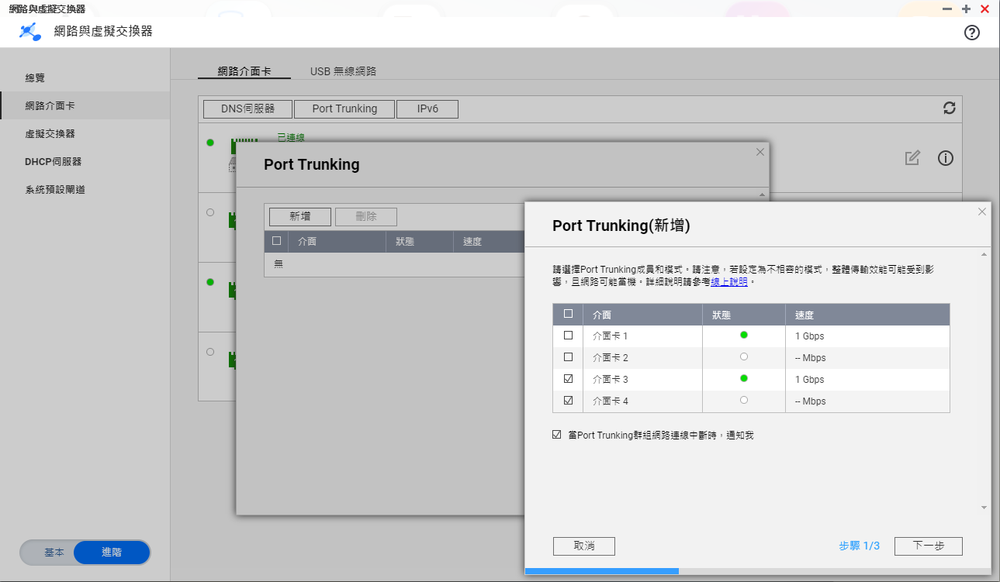 網路與虛擬交換器
網路與虛擬交換器
總覽
網路介面卡
虛擬交換器
DHCP伺服器
系統預設閘道
基本
進階
網路介面卡
USB 無線網路
DNS伺服器
Port Trunking
IPv6
已連線
Port Trunking
新增
刪除
介面
狀態
速度
無
Port Trunking(新增)
請選擇Port Trunking成員和模式。請注意，若設定為不相容的模式，整體傳輸效能可能受到影
響，且網路可能當機。詳細說明請參考線上說明。
介面
狀態
速度
介面卡 1
1 Gbps
介面卡 2
-- Mbps
介面卡 3
1 Gbps
介面卡 4
-- Mbps
當Port Trunking群組網路連線中斷時，通知我
取消
步驟 1/3
下一步